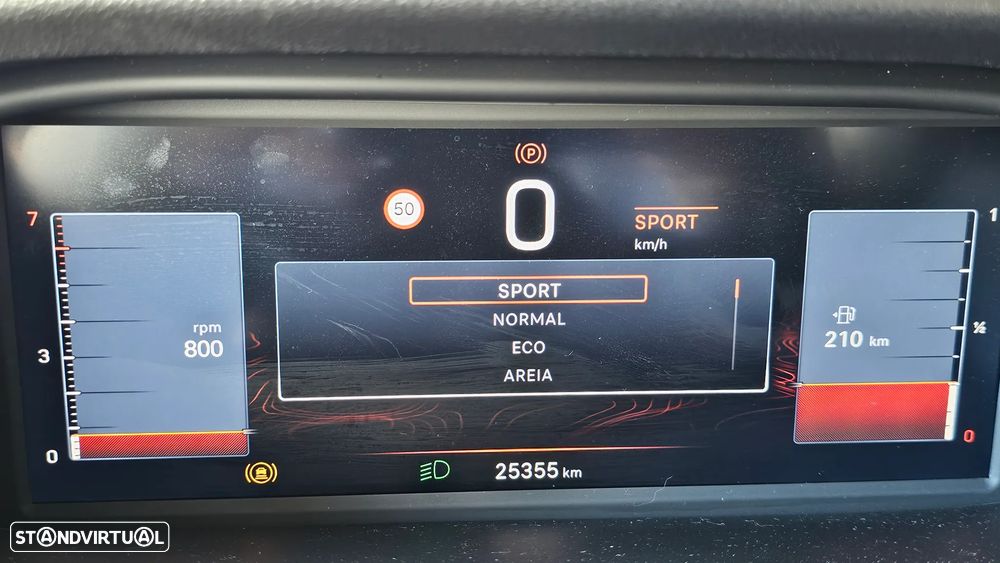 P
7
50
0
SPORT
km/h
1
SPORT
NORMAL
ECO
AREIA
rpm
800
210 km
½
3
0
0
25355 km
STANDVIRTUAL